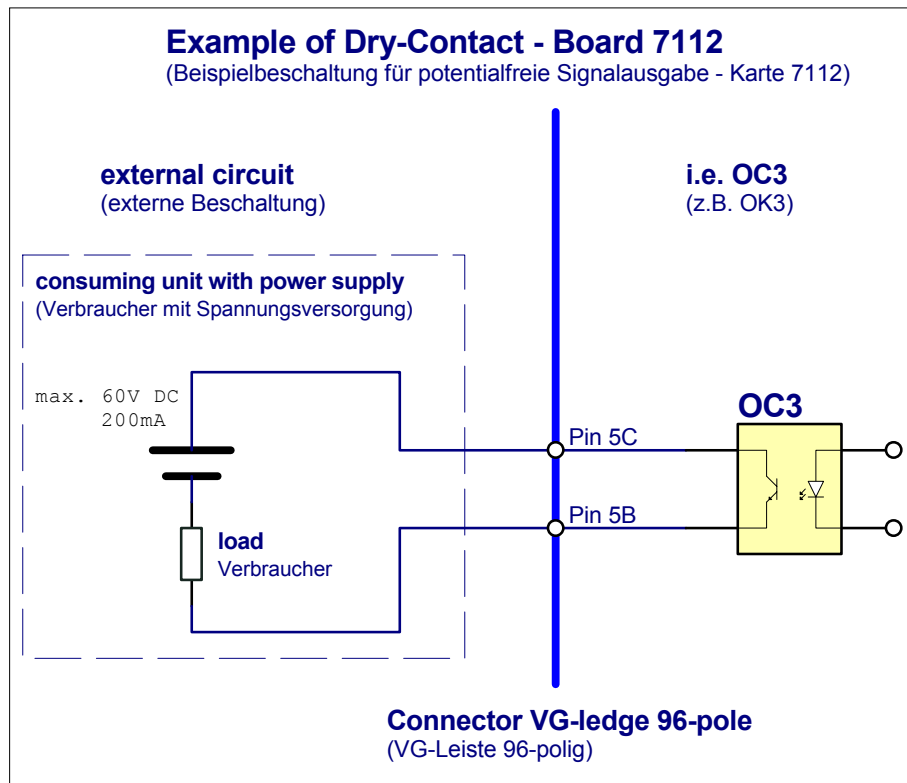 Example of Dry-Contact - Board 7112
(Beispielbeschaltung für potentialfreie Signalausgabe - Karte 7112)
external circuit
(externe Beschaltung)
i.e. OC3
(z.B. OK3)
consuming unit with power supply
(Verbraucher mit Spannungsversorgung)
max. 60V DC
200mA
OC3
Pin 5C
Pin 5B
load
Verbraucher
Connector VG-ledge 96-pole
(VG-Leiste 96-polig)